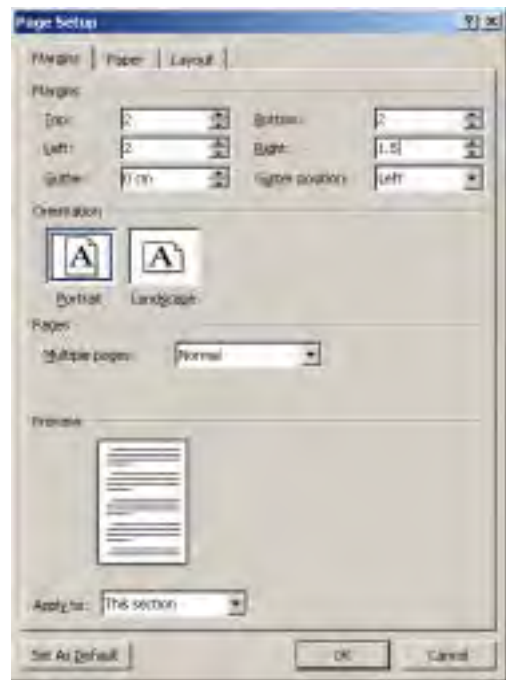 Page Setup
Margins Paper Layout
Margins
Top: 2 Bottom: 2
Left: 2 Right: 1.5
Gutter: 0 cm Gutter position: Left
Orientation
A A
Portrait Landscape
Pages
Multiple pages: Normal
Preview
Apply to: This section
Set As Default OK Cancel